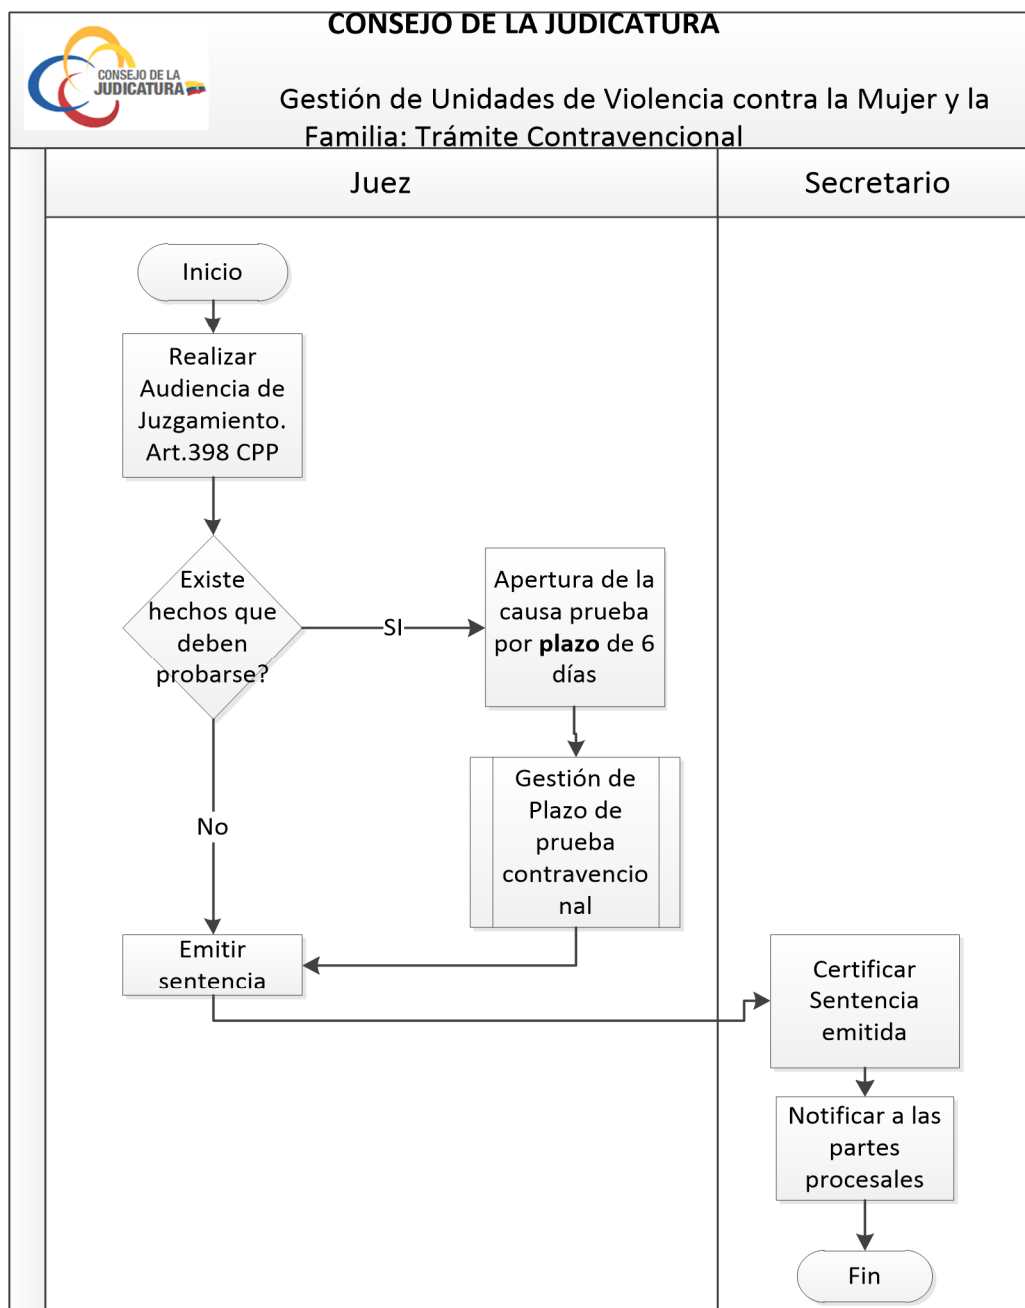 CONSEJO DE LA JUDICATURA
CONSEJO DE LA
JUDICATURA
Gestión de Unidades de Violencia contra la Mujer y la
Familia: Trámite Contravencional
Juez
Secretario
Inicio
Realizar
Audiencia de
Juzgamiento.
Art.398 CPP
Existe
hechos que
deben
probarse?
SI
Apertura de la
causa prueba
por plazo de 6
días
Gestión de
Plazo de
prueba
contravencio
nal
No
Emitir
sentencia
Certificar
Sentencia
emitida
Notificar a las
partes
procesales
Fin